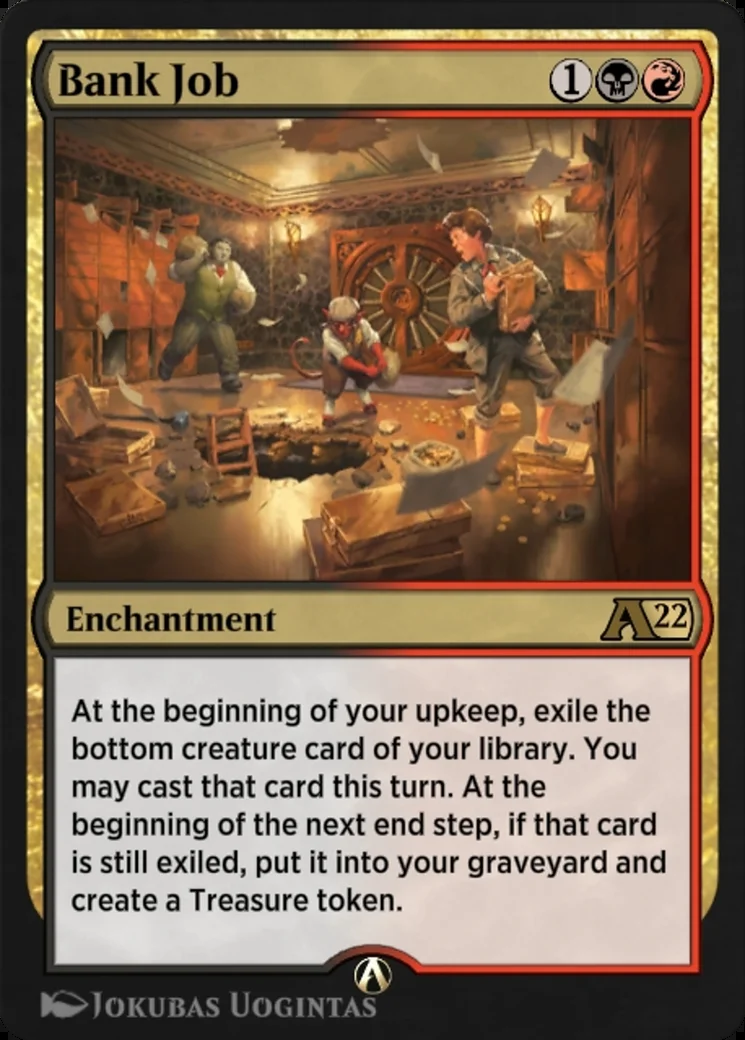 Bank Job 1
Enchantment A22
At the beginning of your upkeep, exile the
bottom creature card of your library. You
may cast that card this turn. At the
beginning of the next end step, if that card
is still exiled, put it into your graveyard and
create a Treasure token.
JOKUBAS UOGINTAS